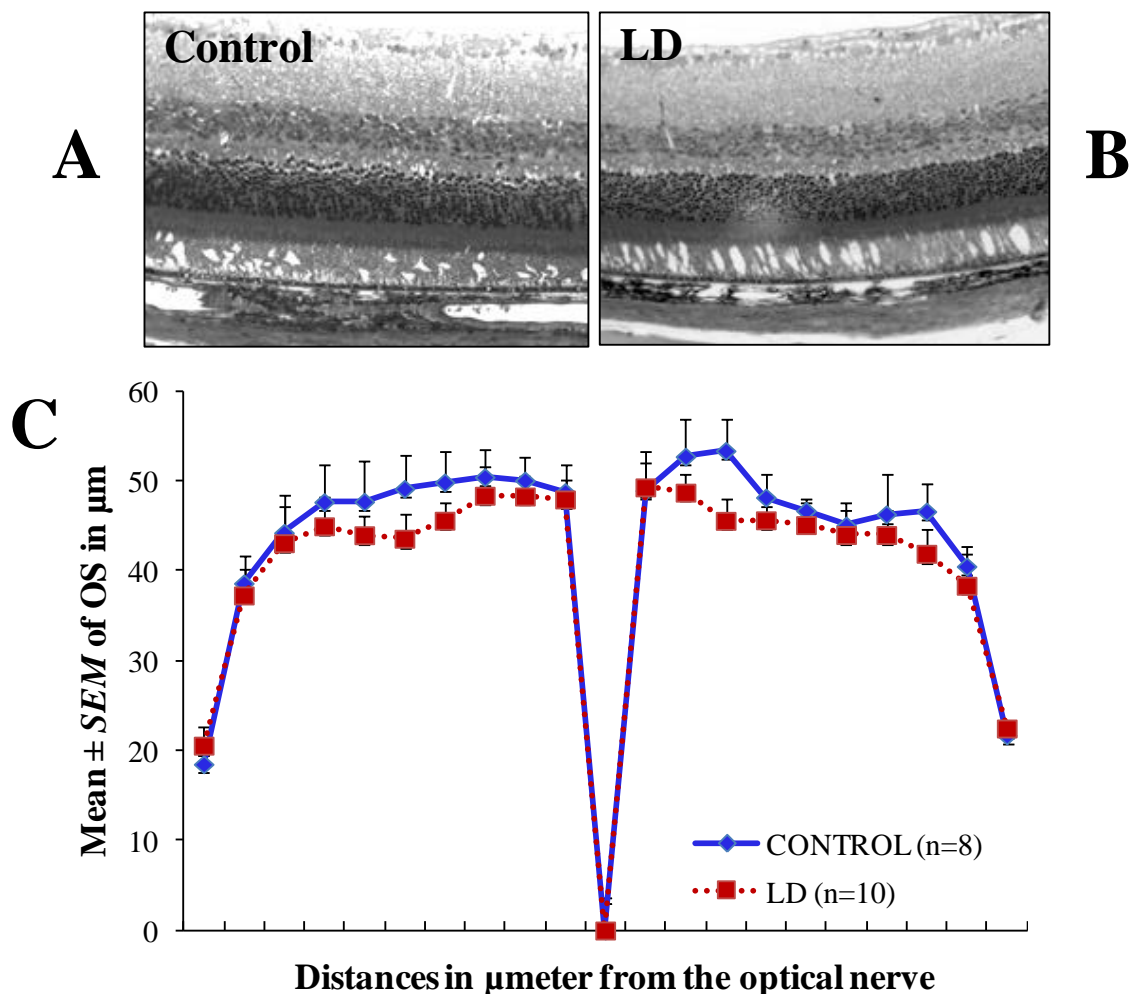 Control
LD
A
B
C
60
50
40
30
20
10
0
Mean ± SEM of OS in µm
CONTROL (n=8)
LD (n=10)
Distances in µmeter from the optical nerve